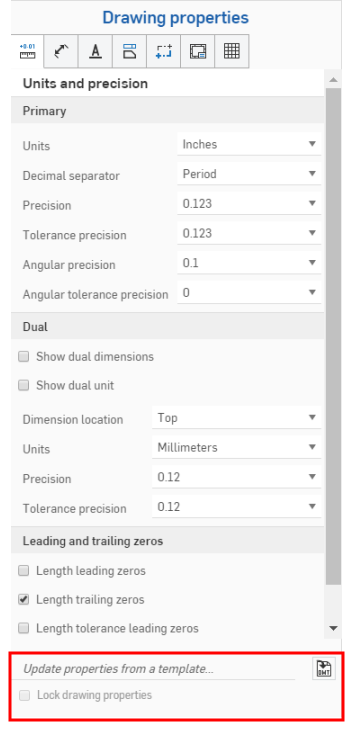 Drawing properties
+0.01
A
Units and precision
Primary
Units Inches
Decimal separator Period
Precision 0.123
Tolerance precision 0.123
Angular precision 0.1
Angular tolerance precision 0
Dual
Show dual dimensions
Show dual unit
Dimension location Top
Units Millimeters
Precision 0.12
Tolerance precision 0.12
Leading and trailing zeros
Length leading zeros
Length trailing zeros
Length tolerance leading zeros
Update properties from a template...
Lock drawing properties